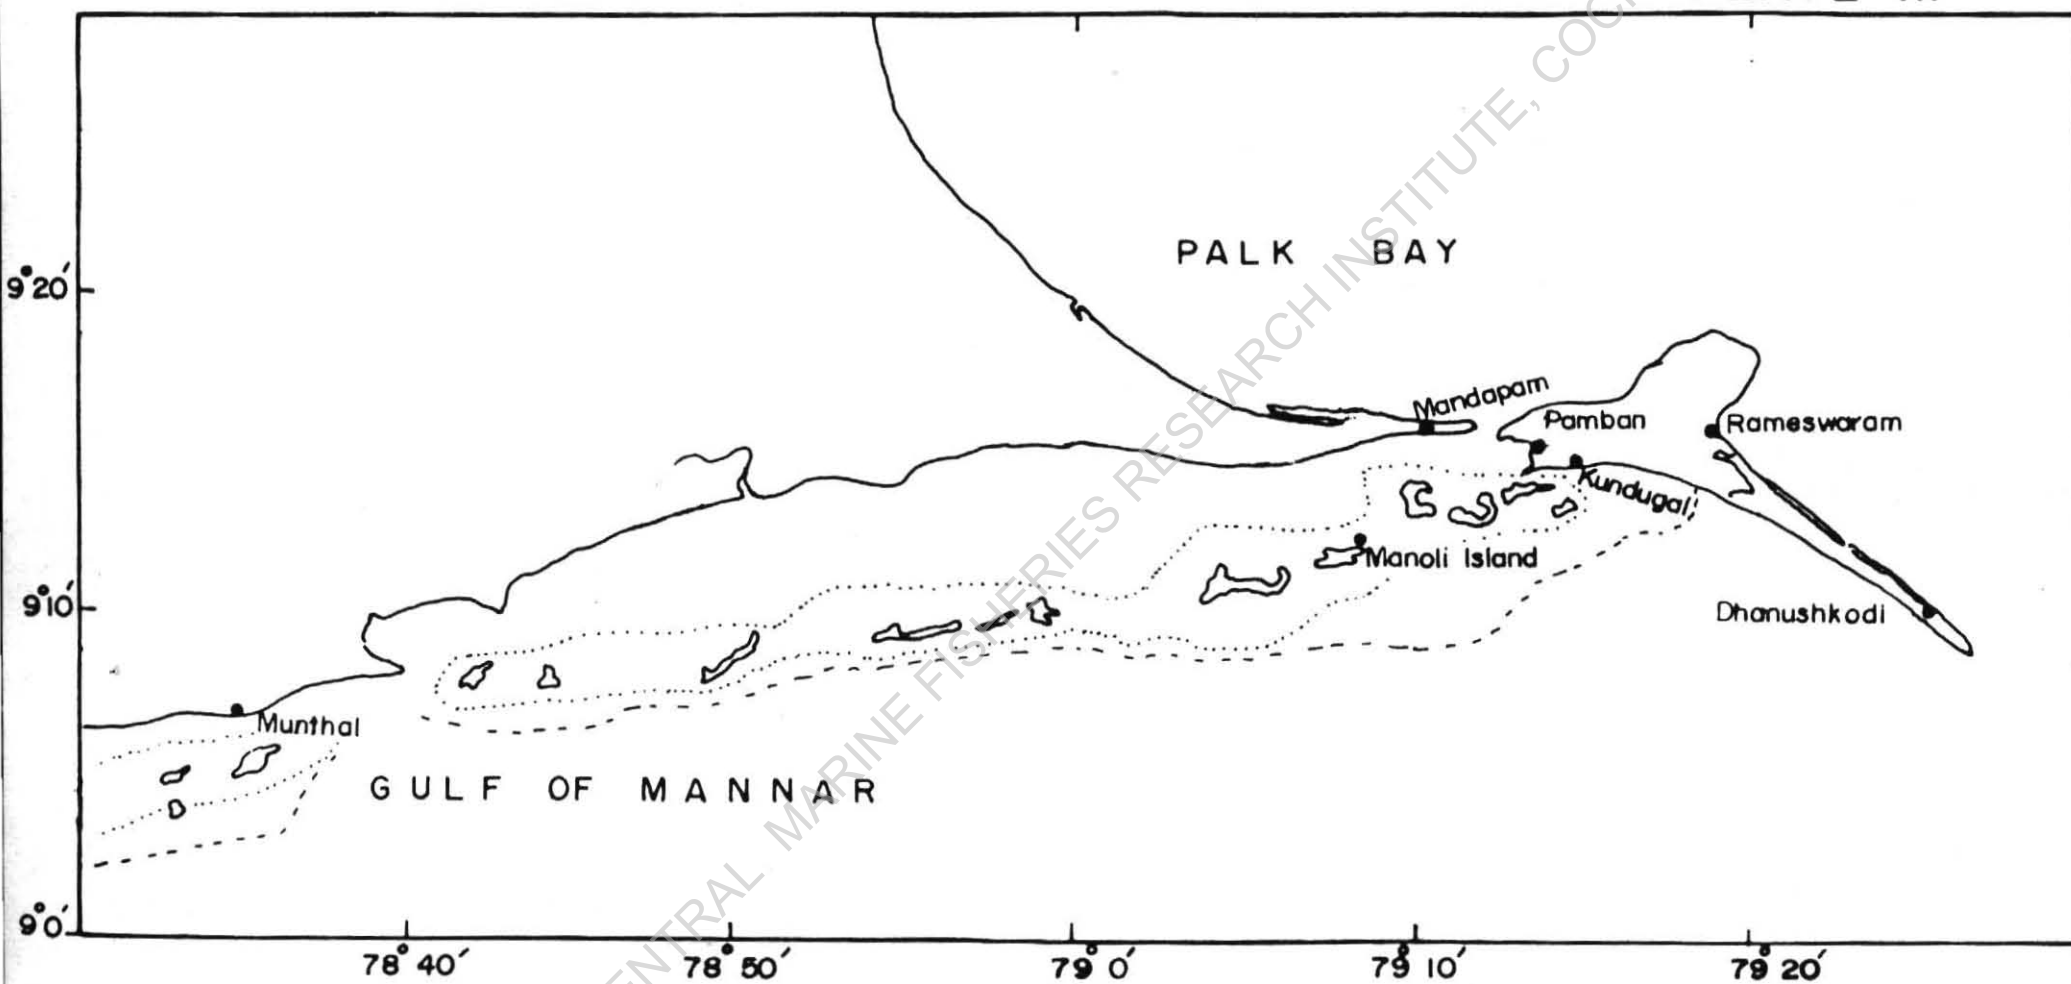 PALK BAY
9°20′
Mandapam
Pamban
Rameswaram
Kundugal
Manoli Island
9°10′
Dhanushkodi
Munthal
GULF OF MANNAR
9°0′
78°40′
78°50′
79°0′
79°10′
79°20′
CENTRAL MARINE FISHERIES RESEARCH INSTITUTE, COCH